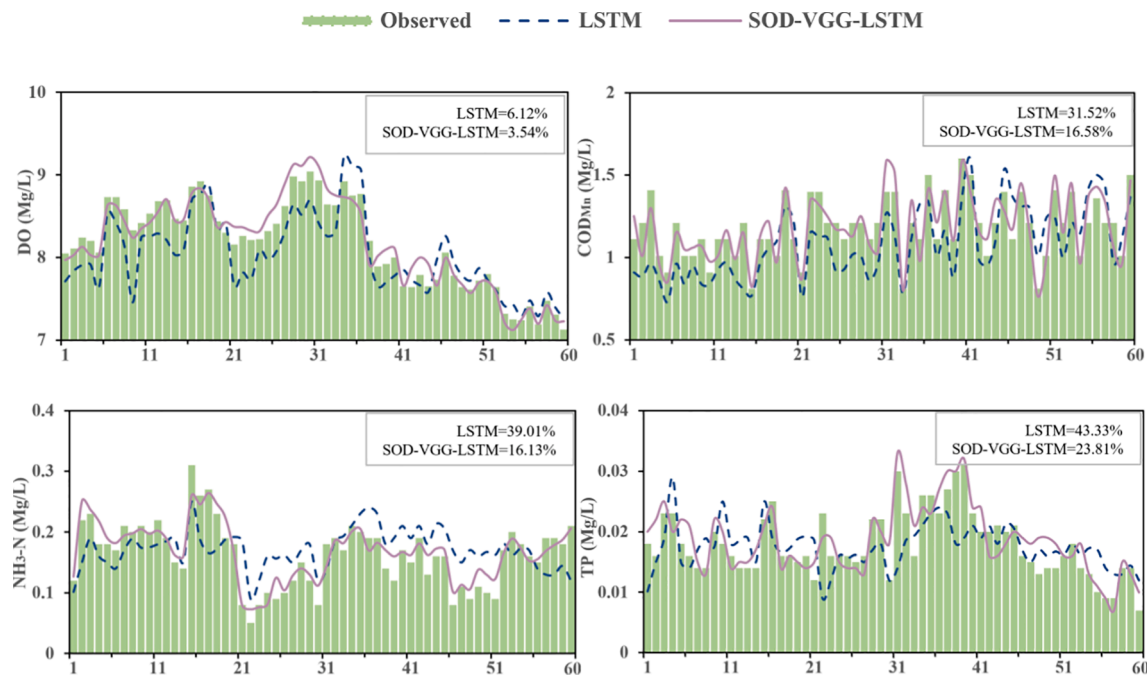 Observed LSTM SOD-VGG-LSTM
DO (Mg/L)
10
9
8
7
LSTM=6.12%
SOD-VGG-LSTM=3.54%
1 11 21 31 41 51 60
CODMn (Mg/L)
2
1.5
1
0.5
LSTM=31.52%
SOD-VGG-LSTM=16.58%
1 11 21 31 41 51 60
NH3-N (Mg/L)
0.4
0.3
0.2
0.1
0
LSTM=39.01%
SOD-VGG-LSTM=16.13%
1 11 21 31 41 51 60
TP (Mg/L)
0.04
0.03
0.02
0.01
0
LSTM=43.33%
SOD-VGG-LSTM=23.81%
1 11 21 31 41 51 60